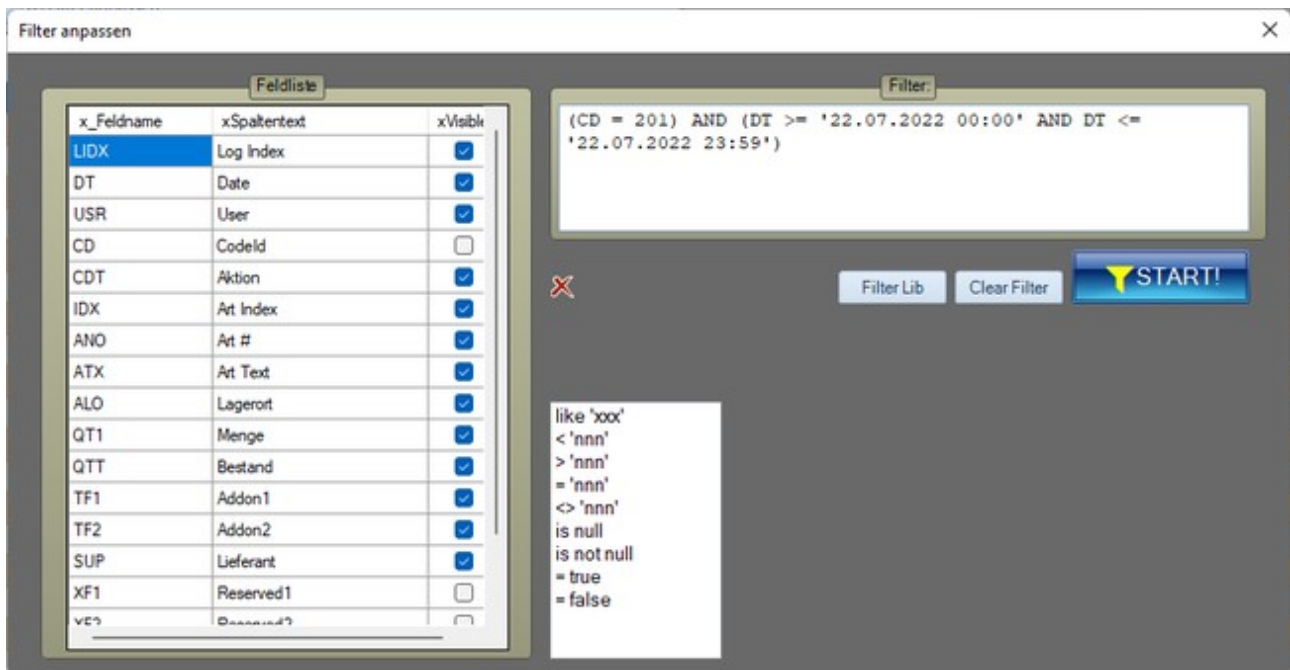 Filter anpassen
Feldliste
x_Feldname xSpaltentext xVisible
LIDX Log Index
DT Date
USR User
CD CodeId
CDT Aktion
IDX Art Index
ANO Art #
ATX Art Text
ALO Lagerort
QT1 Menge
QTT Bestand
TF1 Addon1
TF2 Addon2
SUP Lieferant
XF1 Reserved1
XF2 Reserved2
Filter:
(CD = 201) AND (DT >= '22.07.2022 00:00' AND DT <=
'22.07.2022 23:59')
Filter Lib Clear Filter START!
like 'xxx'
< 'nnn'
> 'nnn'
= 'nnn'
<> 'nnn'
is null
is not null
= true
= false